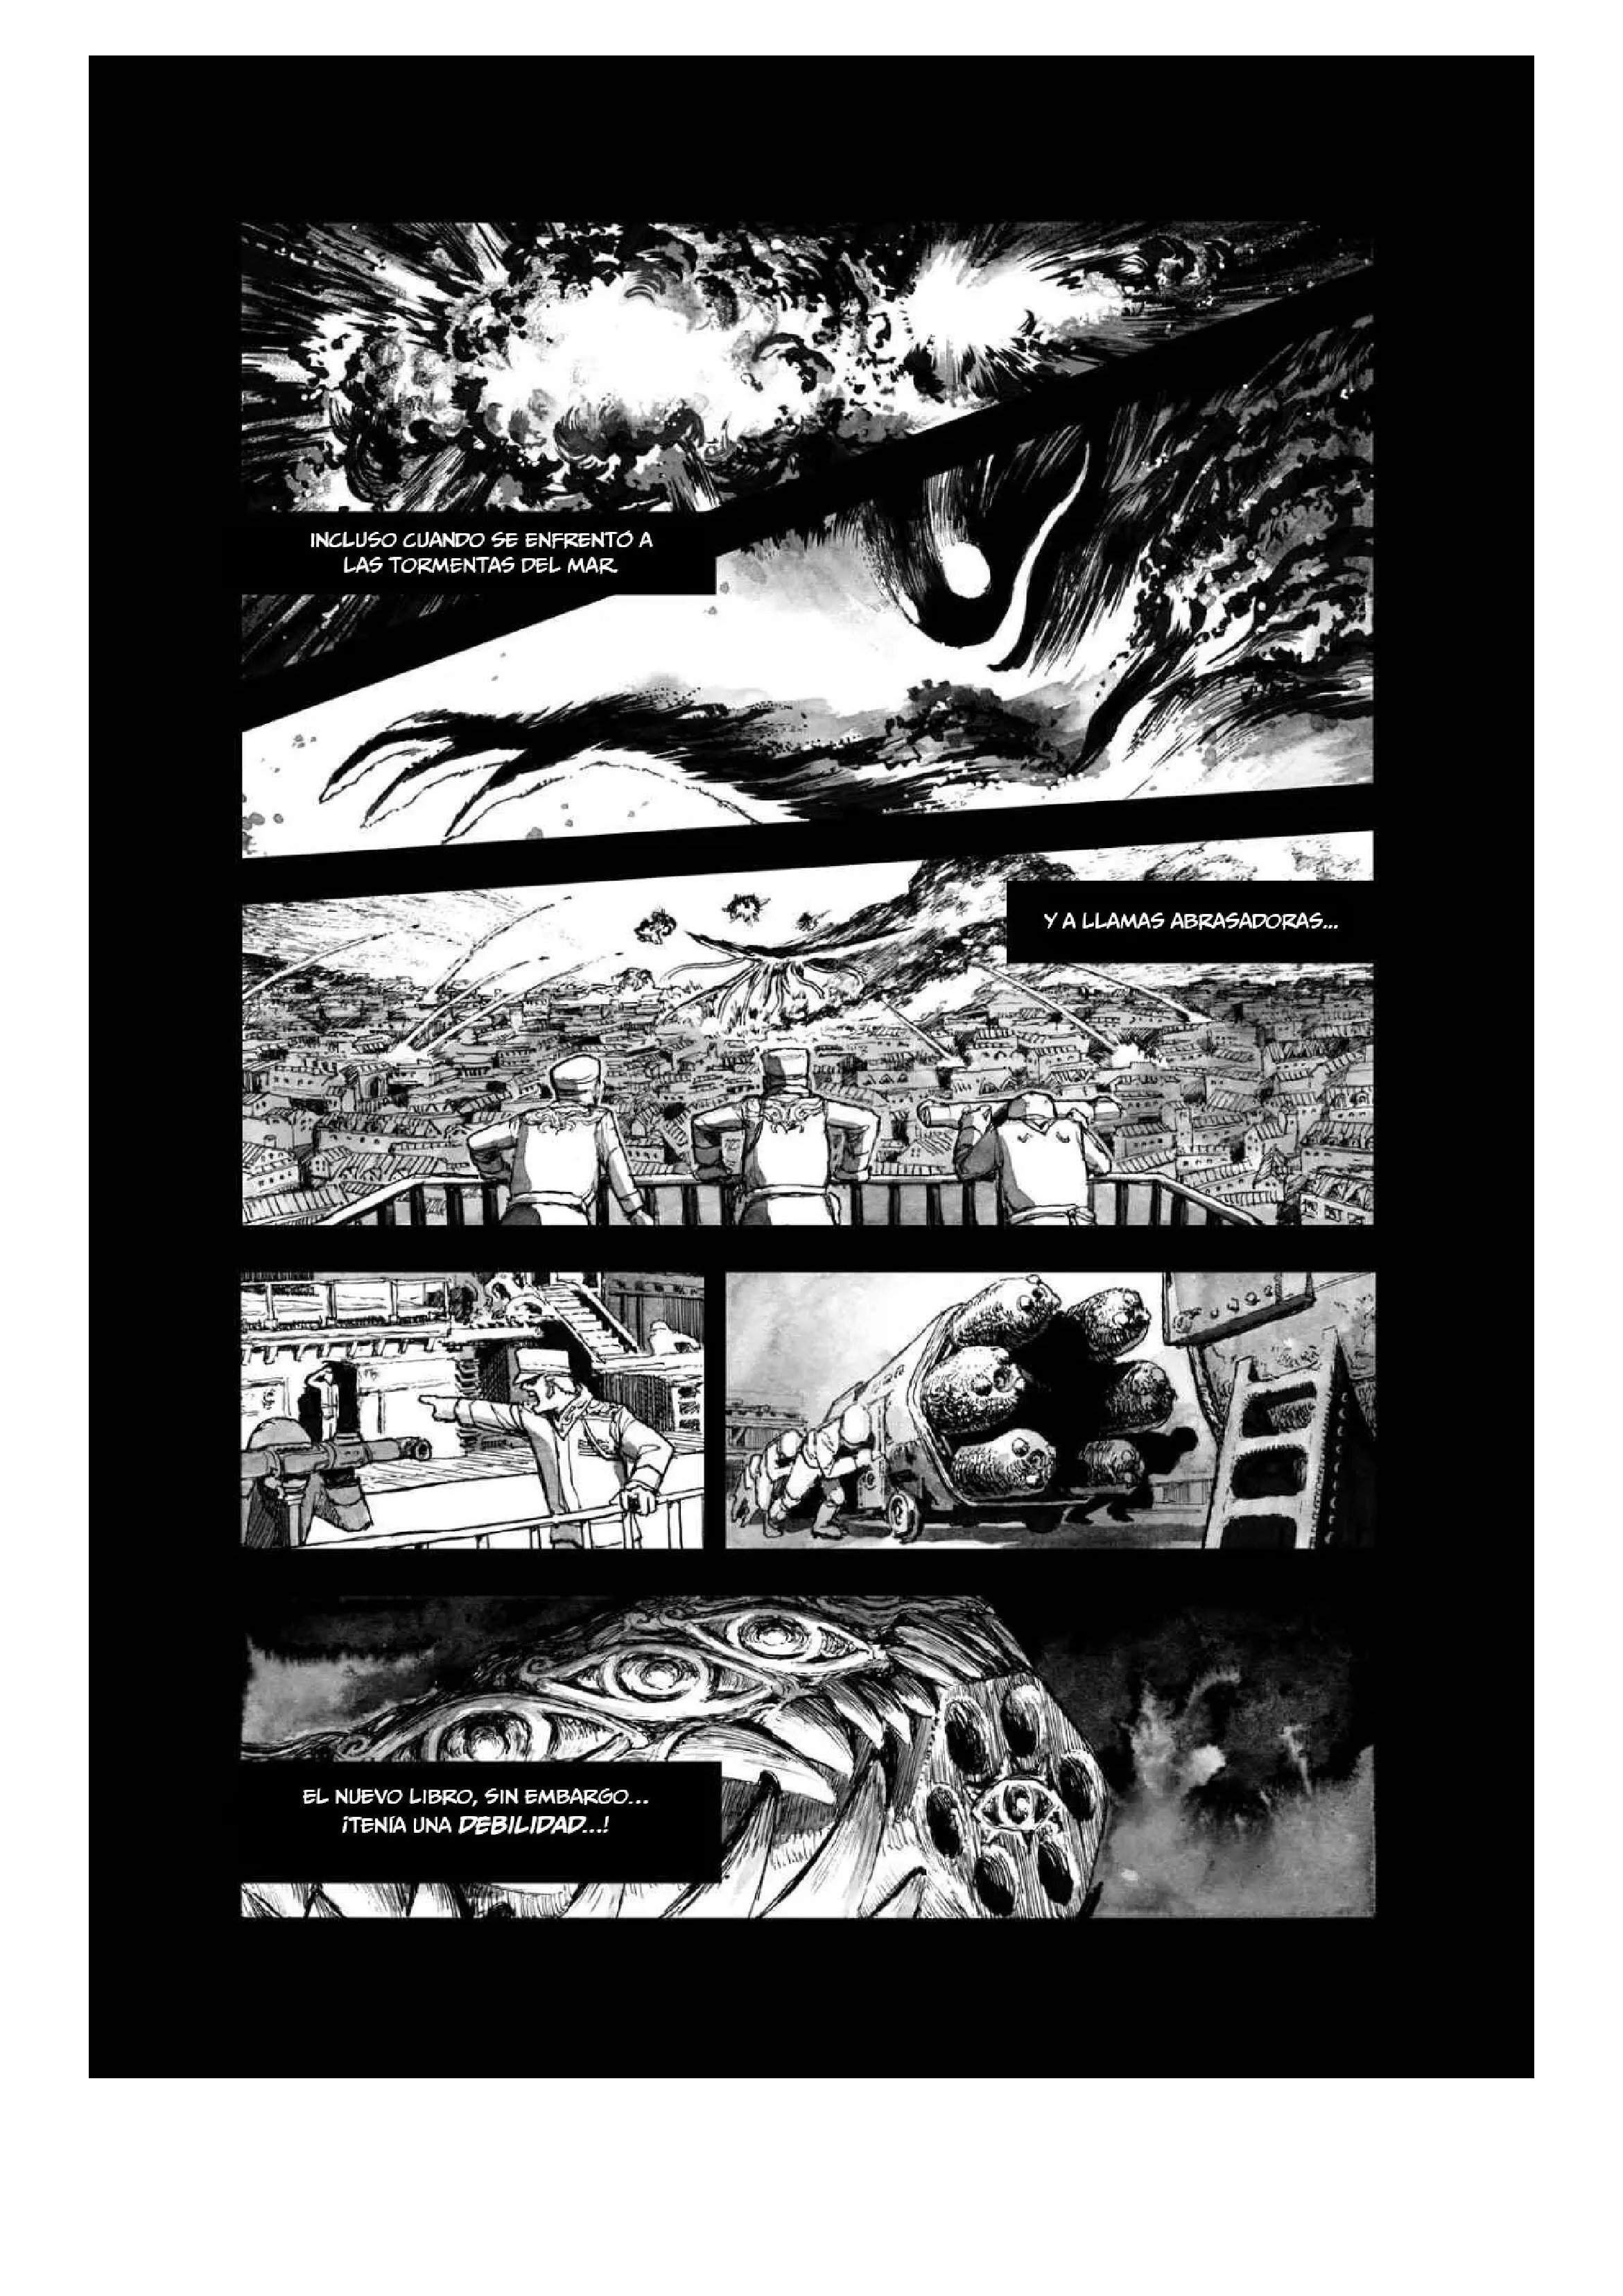 INCLUSO CUANDO SE ENFRENTÓ A
LAS TORMENTAS DEL MAR.
Y A LLAMAS ABRASADORAS...
EL NUEVO LIBRO, SIN EMBARGO...
¡TENÍA UNA DEBILIDAD...!